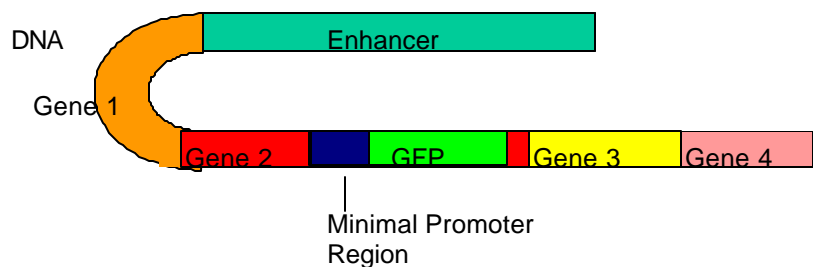 DNA
Enhancer
Gene 1
Gene 2
GFP
Gene 3
Gene 4
Minimal Promoter
Region